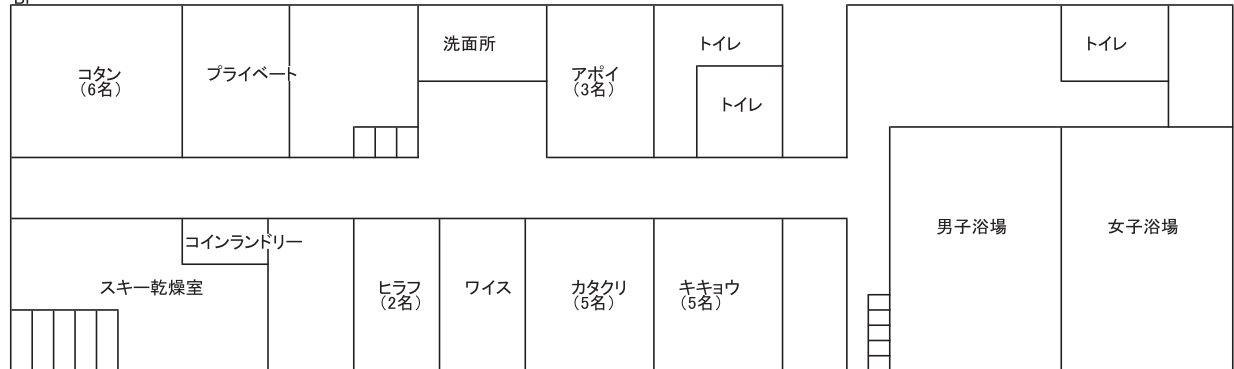 コタン
(6名)
プライベート
洗面所
アポイ
(3名)
トイレ
トイレ
トイレ
男子浴場
女子浴場
コインランドリー
スキー乾燥室
ヒラフ
(2名)
ワイス
カタクリ
(5名)
キキョウ
(5名)